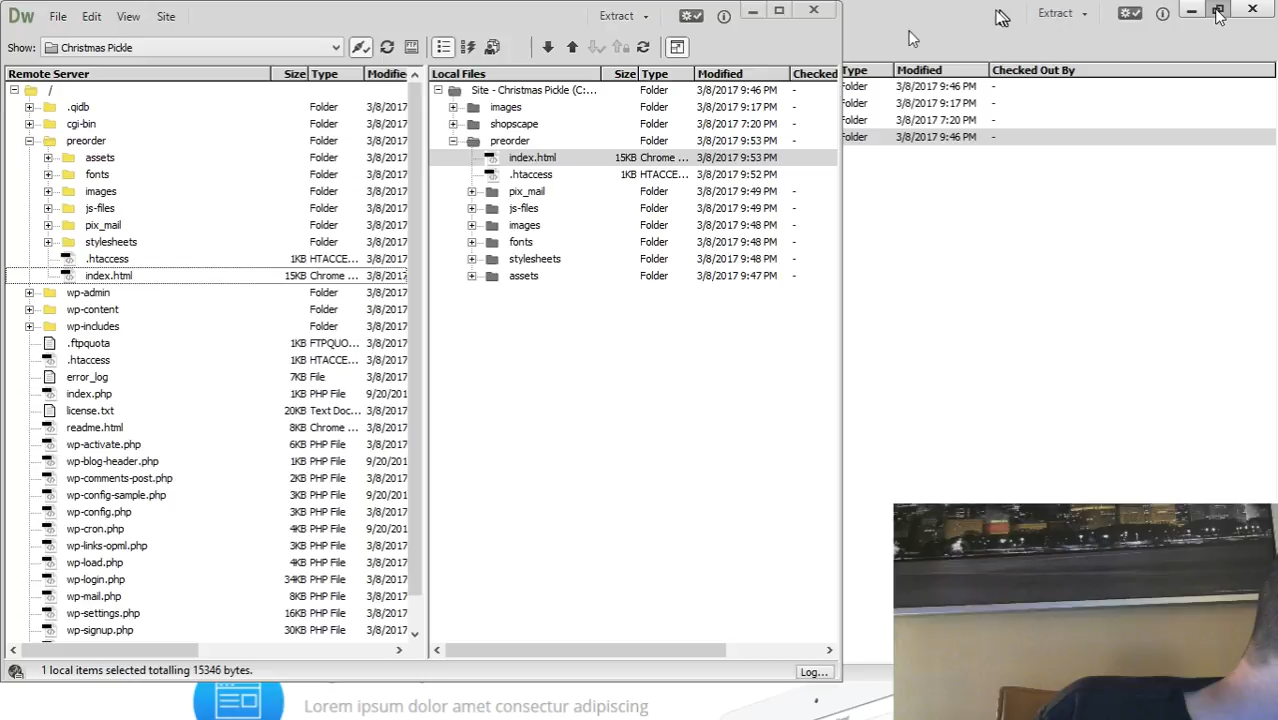 Dw File Edit View Site Extract
Extract
Show: Christmas Pickle
Remote Server Size Type Modifie
Local Files Size Type Modified Checked
Type Modified Checked Out By
/
.qidb Folder 3/8/2017
cgi-bin Folder 3/8/2017
preorder Folder 3/8/2017
assets Folder 3/8/2017
fonts Folder 3/8/2017
images Folder 3/8/2017
js-files Folder 3/8/2017
pix_mail Folder 3/8/2017
stylesheets Folder 3/8/2017
.htaccess 1KB HTACCE... 3/8/2017
index.html 15KB Chrome ... 3/8/2017
wp-admin Folder 3/8/2017
wp-content Folder 3/8/2017
wp-includes Folder 3/8/2017
.ftpquota 1KB FTPQUO... 3/8/2017
.htaccess 1KB HTACCE... 3/8/2017
error_log 7KB File 3/8/2017
index.php 1KB PHP File 9/20/201
license.txt 20KB Text Doc... 3/8/2017
readme.html 8KB Chrome ... 3/8/2017
wp-activate.php 6KB PHP File 3/8/2017
wp-blog-header.php 1KB PHP File 9/20/201
wp-comments-post.php 2KB PHP File 3/8/2017
wp-config-sample.php 3KB PHP File 9/20/201
wp-config.php 4KB PHP File 3/8/2017
wp-cron.php 4KB PHP File 9/20/201
wp-links-opml.php 3KB PHP File 3/8/2017
wp-load.php 4KB PHP File 3/8/2017
wp-login.php 34KB PHP File 3/8/2017
wp-mail.php 8KB PHP File 3/8/2017
wp-settings.php 16KB PHP File 3/8/2017
wp-signup.php 30KB PHP File 3/8/2017
Site - Christmas Pickle (C:... Folder 3/8/2017 9:46 PM -
images Folder 3/8/2017 9:17 PM -
shopscape Folder 3/8/2017 7:20 PM -
preorder Folder 3/8/2017 9:53 PM -
index.html 15KB Chrome ... 3/8/2017 9:53 PM
.htaccess 1KB HTACCE... 3/8/2017 9:52 PM
pix_mail Folder 3/8/2017 9:49 PM -
js-files Folder 3/8/2017 9:49 PM -
images Folder 3/8/2017 9:48 PM -
fonts Folder 3/8/2017 9:48 PM -
stylesheets Folder 3/8/2017 9:48 PM -
assets Folder 3/8/2017 9:47 PM -
Folder 3/8/2017 9:46 PM -
Folder 3/8/2017 9:17 PM -
Folder 3/8/2017 7:20 PM -
Folder 3/8/2017 9:46 PM -
1 local items selected totalling 15346 bytes.
Log...
Lorem ipsum dolor amet consectur adipiscing